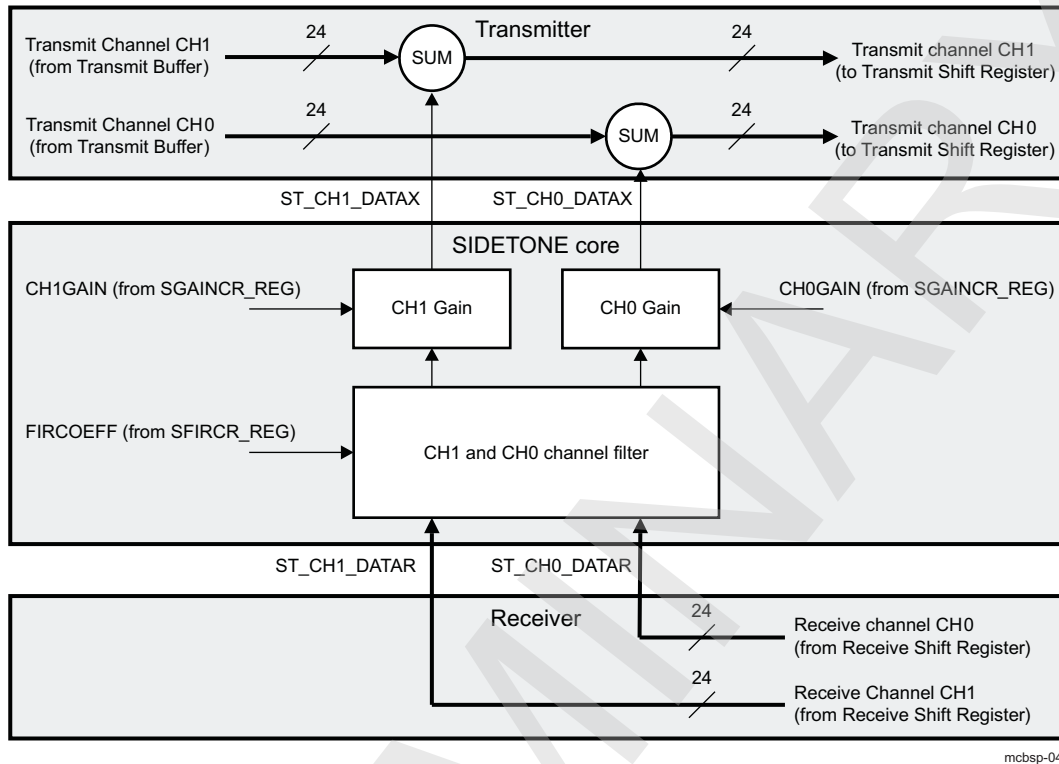 Transmitter
Transmit Channel CH1
(from Transmit Buffer)
24
SUM
24
Transmit channel CH1
(to Transmit Shift Register)
Transmit Channel CH0
(from Transmit Buffer)
24
SUM
24
Transmit channel CH0
(to Transmit Shift Register)
ST_CH1_DATAX
ST_CH0_DATAX
SIDETONE core
CH1GAIN (from SGAINCR_REG)
CH1 Gain
CH0 Gain
CH0GAIN (from SGAINCR_REG)
FIRCOEFF (from SFIRCR_REG)
CH1 and CH0 channel filter
ST_CH1_DATAR
ST_CH0_DATAR
Receiver
24
Receive channel CH0
(from Receive Shift Register)
24
Receive Channel CH1
(from Receive Shift Register)